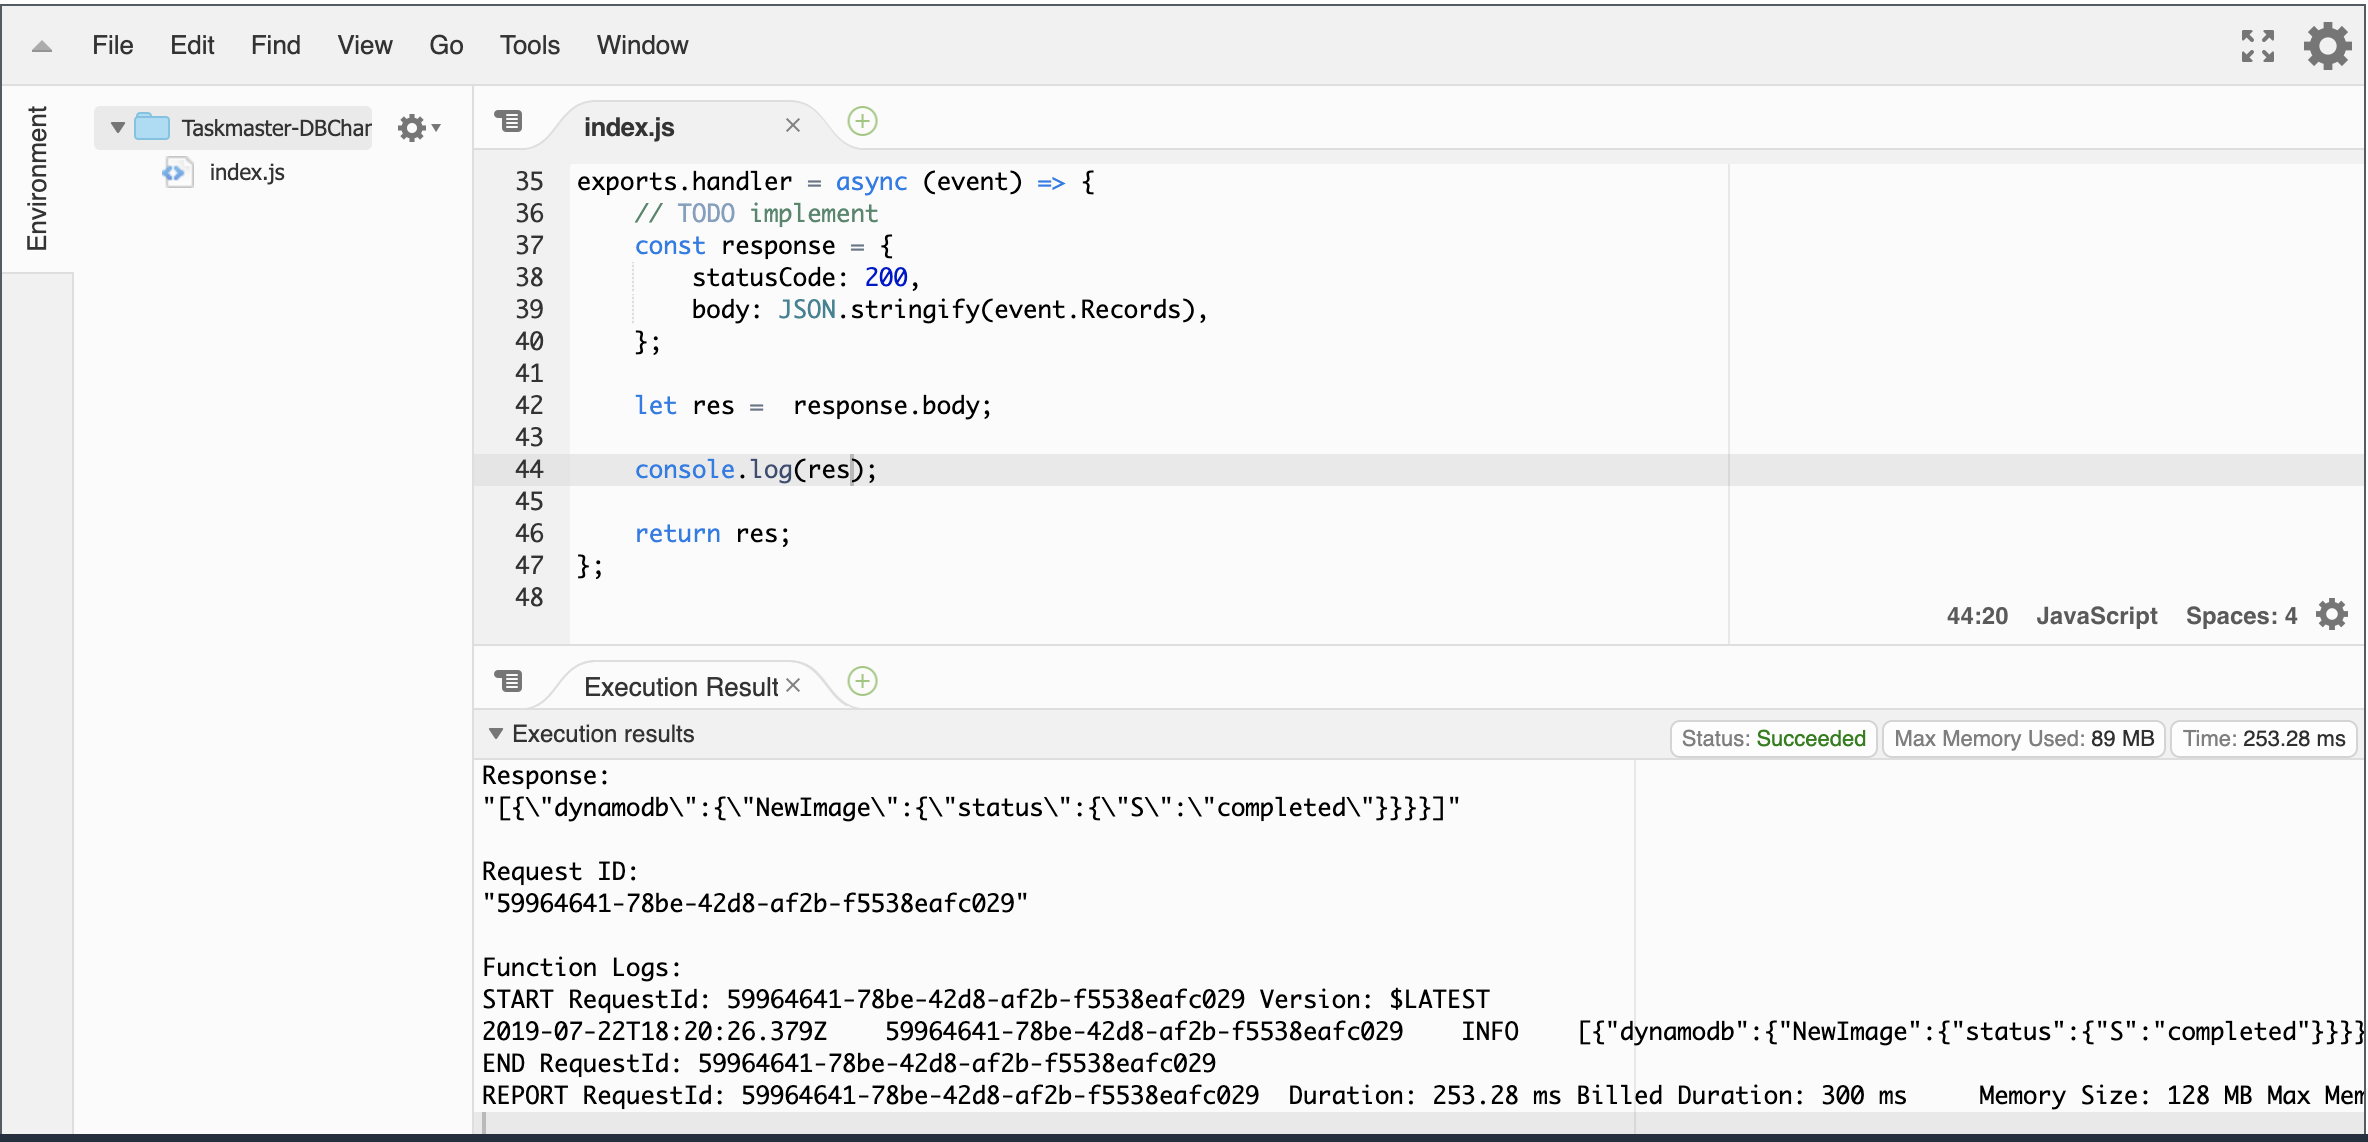 File Edit Find View Go Tools Window
Environment
Taskmaster-DBChar
index.js
index.js
35 exports.handler = async (event) => {
36     // TODO implement
37     const response = {
38         statusCode: 200,
39         body: JSON.stringify(event.Records),
40     };
41
42     let res =  response.body;
43
44     console.log(res);
45
46     return res;
47 };
48
44:20 JavaScript Spaces: 4
Execution Result
Execution results Status: Succeeded Max Memory Used: 89 MB Time: 253.28 ms
Response:
"[{\"dynamodb\":{\"NewImage\":{\"status\":{\"S\":\"completed\"}}}}]"
Request ID:
"59964641-78be-42d8-af2b-f5538eafc029"
Function Logs:
START RequestId: 59964641-78be-42d8-af2b-f5538eafc029 Version: $LATEST
2019-07-22T18:20:26.379Z    59964641-78be-42d8-af2b-f5538eafc029    INFO    [{"dynamodb":{"NewImage":{"status":{"S":"completed"}}}}
END RequestId: 59964641-78be-42d8-af2b-f5538eafc029
REPORT RequestId: 59964641-78be-42d8-af2b-f5538eafc029  Duration: 253.28 ms Billed Duration: 300 ms     Memory Size: 128 MB Max Mem